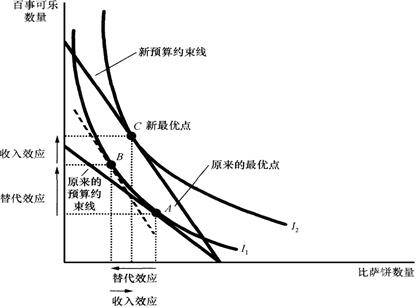 百事可乐
数量
新预算约束线
C 新最优点
收入效应
B
原来的最优点
原来的
预算约
束线
替代效应
A
I₂
I₁
比萨饼数量
替代效应
收入效应